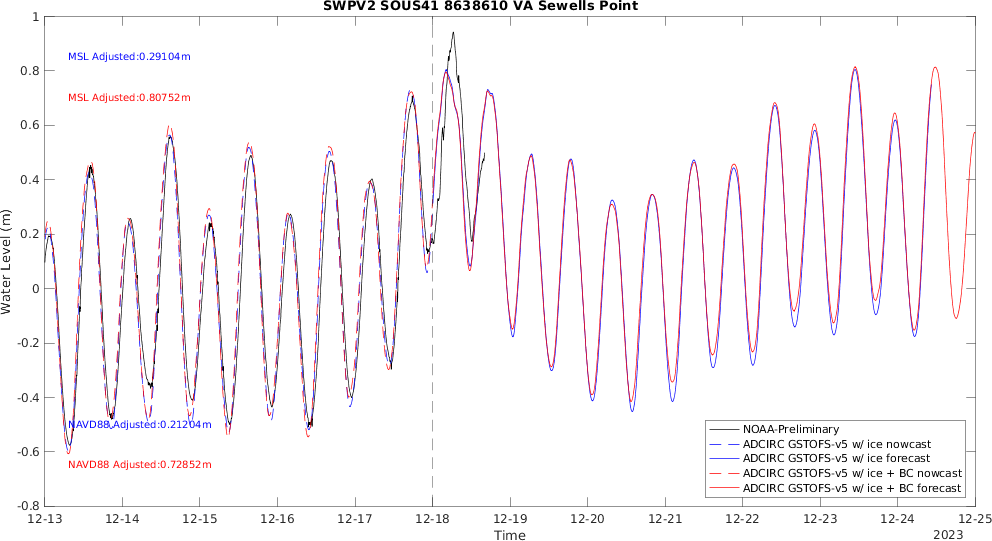 SWPV2 SOUS41 8638610 VA Sewells Point
1
0.8
0.6
0.4
0.2
0
-0.2
-0.4
-0.6
-0.8
Water Level (m)
MSL Adjusted:0.29104m
MSL Adjusted:0.80752m
NAVD88 Adjusted:0.21204m
NAVD88 Adjusted:0.72852m
NOAA-Preliminary
ADCIRC GSTOFS-v5 w/ ice nowcast
ADCIRC GSTOFS-v5 w/ ice forecast
ADCIRC GSTOFS-v5 w/ ice + BC nowcast
ADCIRC GSTOFS-v5 w/ ice + BC forecast
12-13 12-14 12-15 12-16 12-17 12-18 12-19 12-20 12-21 12-22 12-23 12-24 12-25
Time
2023